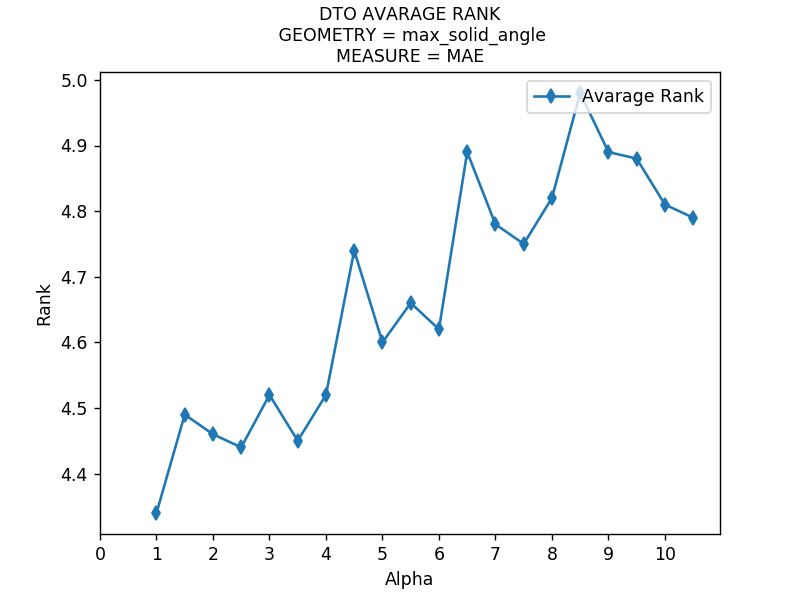 DTO AVARAGE RANK
GEOMETRY = max_solid_angle
MEASURE = MAE
Avarage Rank
5.0
4.9
4.8
4.7
4.6
4.5
4.4
Rank
0 1 2 3 4 5 6 7 8 9 10
Alpha